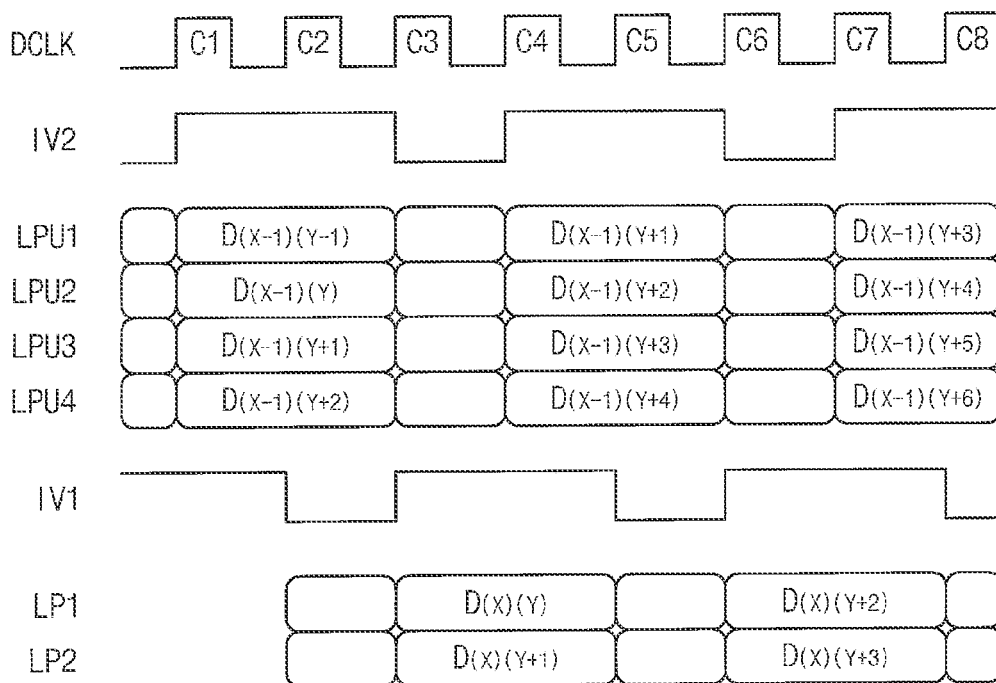 DCLK C1 C2 C3 C4 C5 C6 C7 C8
IV2
LPU1 D(X-1)(Y-1) D(X-1)(Y+1) D(X-1)(Y+3)
LPU2 D(X-1)(Y) D(X-1)(Y+2) D(X-1)(Y+4)
LPU3 D(X-1)(Y+1) D(X-1)(Y+3) D(X-1)(Y+5)
LPU4 D(X-1)(Y+2) D(X-1)(Y+4) D(X-1)(Y+6)
IV1
LP1 D(X)(Y) D(X)(Y+2)
LP2 D(X)(Y+1) D(X)(Y+3)